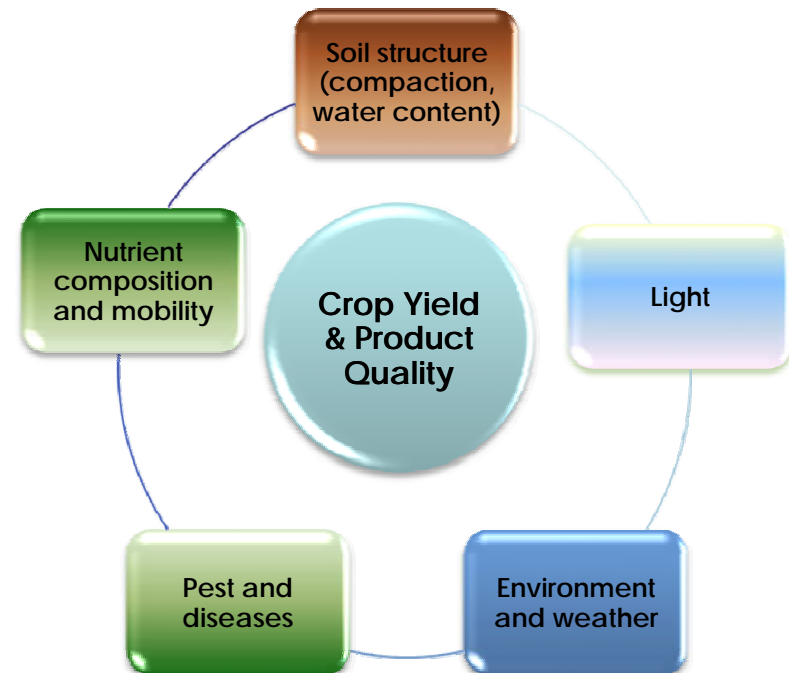 Soil structure
(compaction,
water content)
Nutrient
composition
and mobility
Crop Yield
& Product
Quality
Light
Pest and
diseases
Environment
and weather